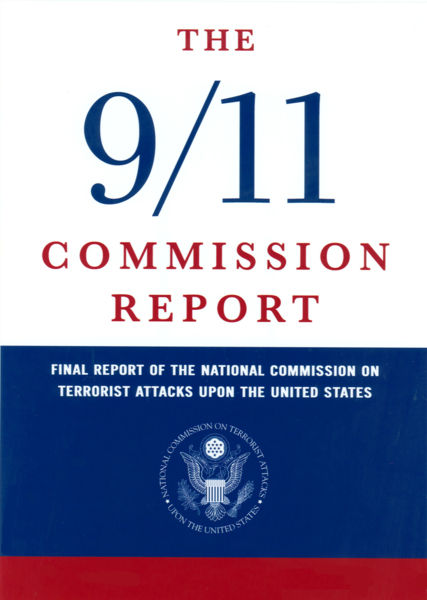 THE
9/11
COMMISSION
REPORT
FINAL REPORT OF THE NATIONAL COMMISSION ON
TERRORIST ATTACKS UPON THE UNITED STATES
NATIONAL COMMISSION ON TERRORIST ATTACKS
UPON THE UNITED STATES